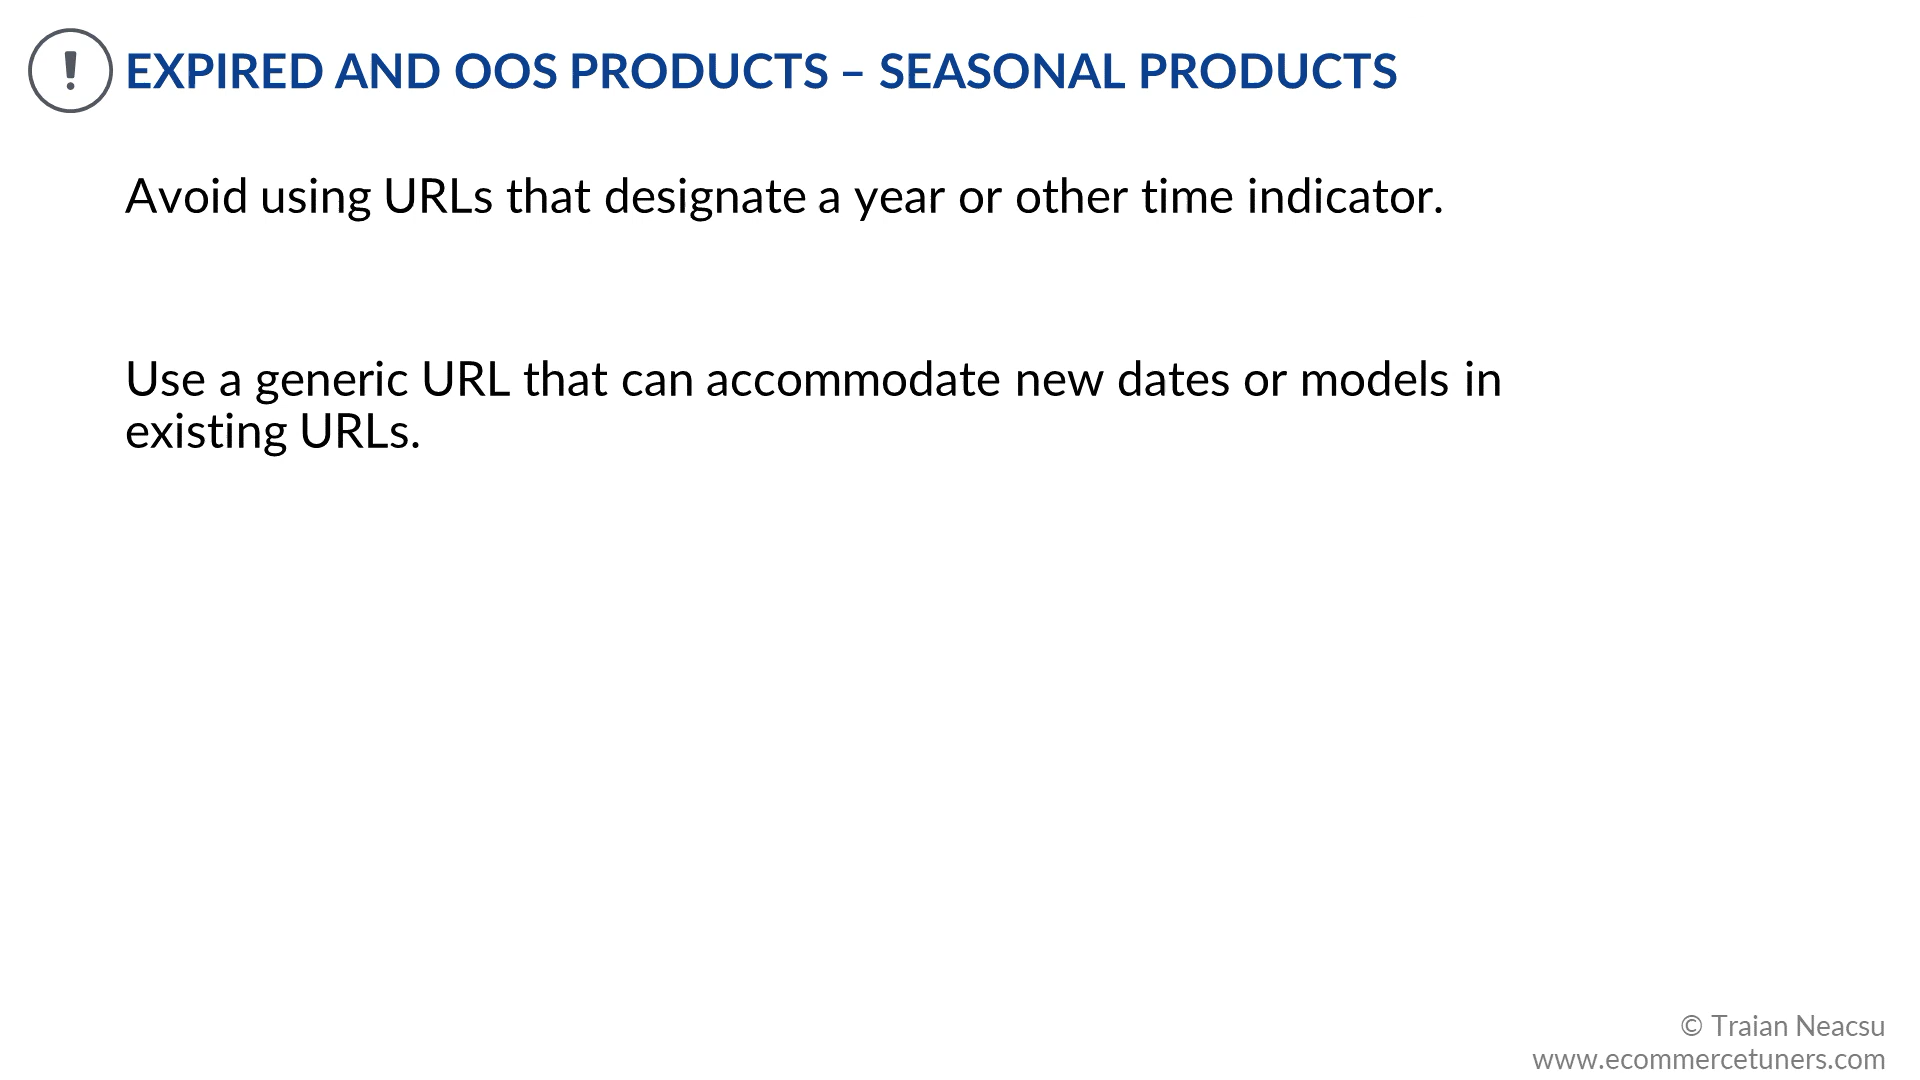 EXPIRED AND OOS PRODUCTS – SEASONAL PRODUCTS
Avoid using URLs that designate a year or other time indicator.
Use a generic URL that can accommodate new dates or models in
existing URLs.
© Traian Neacsu
www.ecommercetuners.com